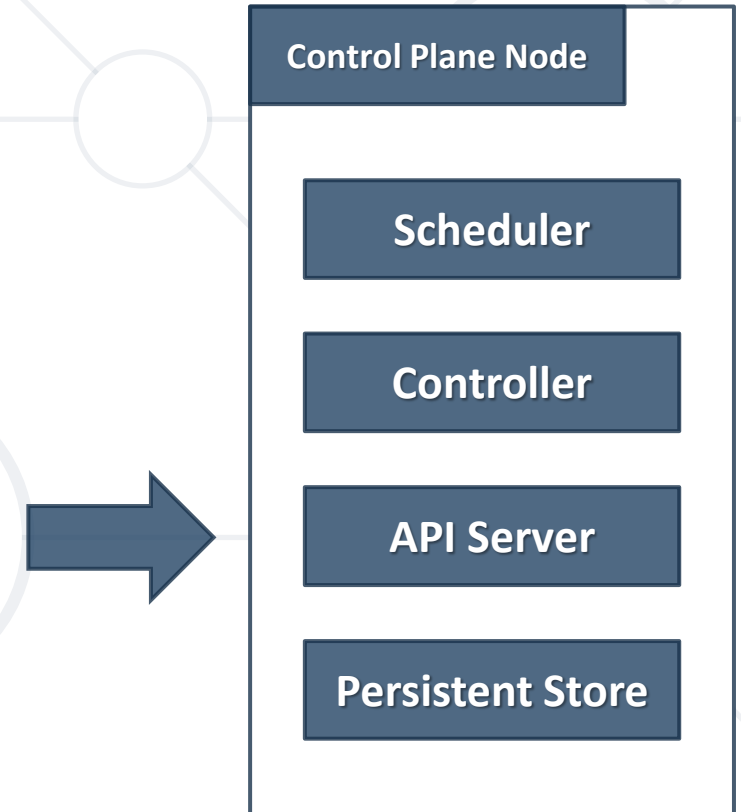 Control Plane Node
Scheduler
Controller
API Server
Persistent Store